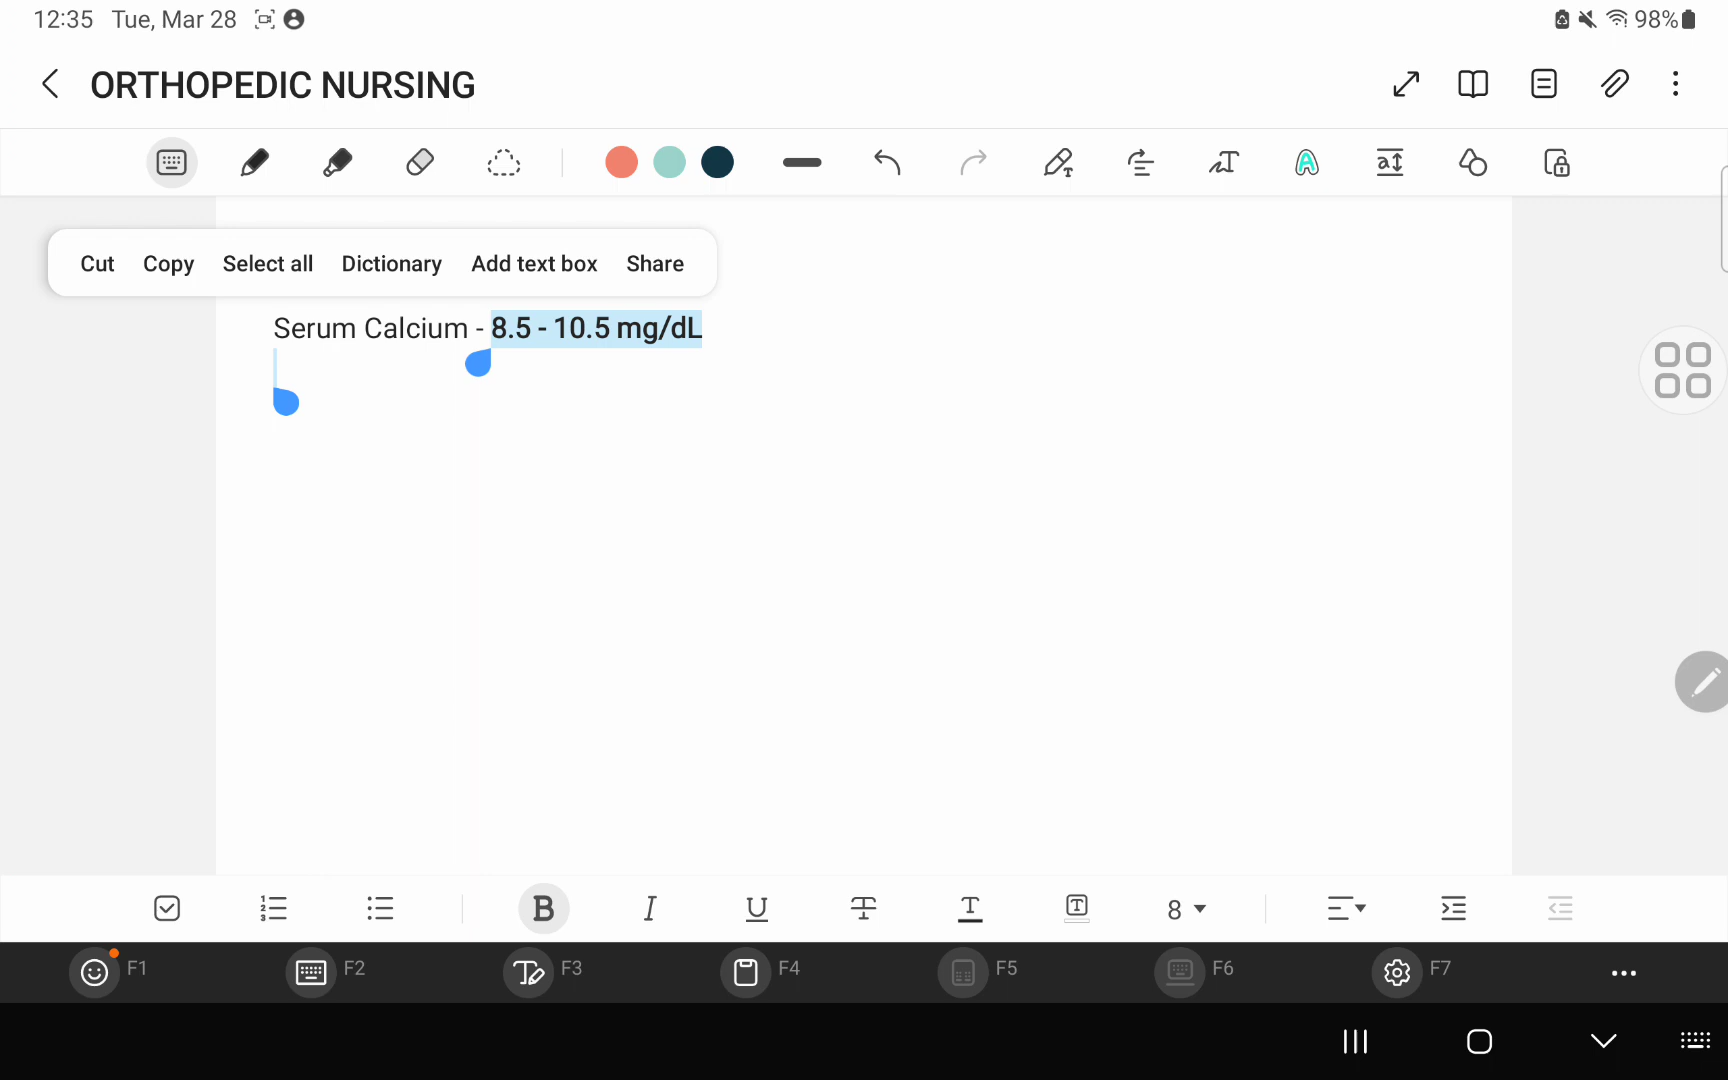 12:35 Tue, Mar 28 98%
ORTHOPEDIC NURSING
Cut Copy Select all Dictionary Add text box Share
Serum Calcium - 8.5 - 10.5 mg/dL
B I U T T T 8
F1 F2 F3 F4 F5 F6 F7